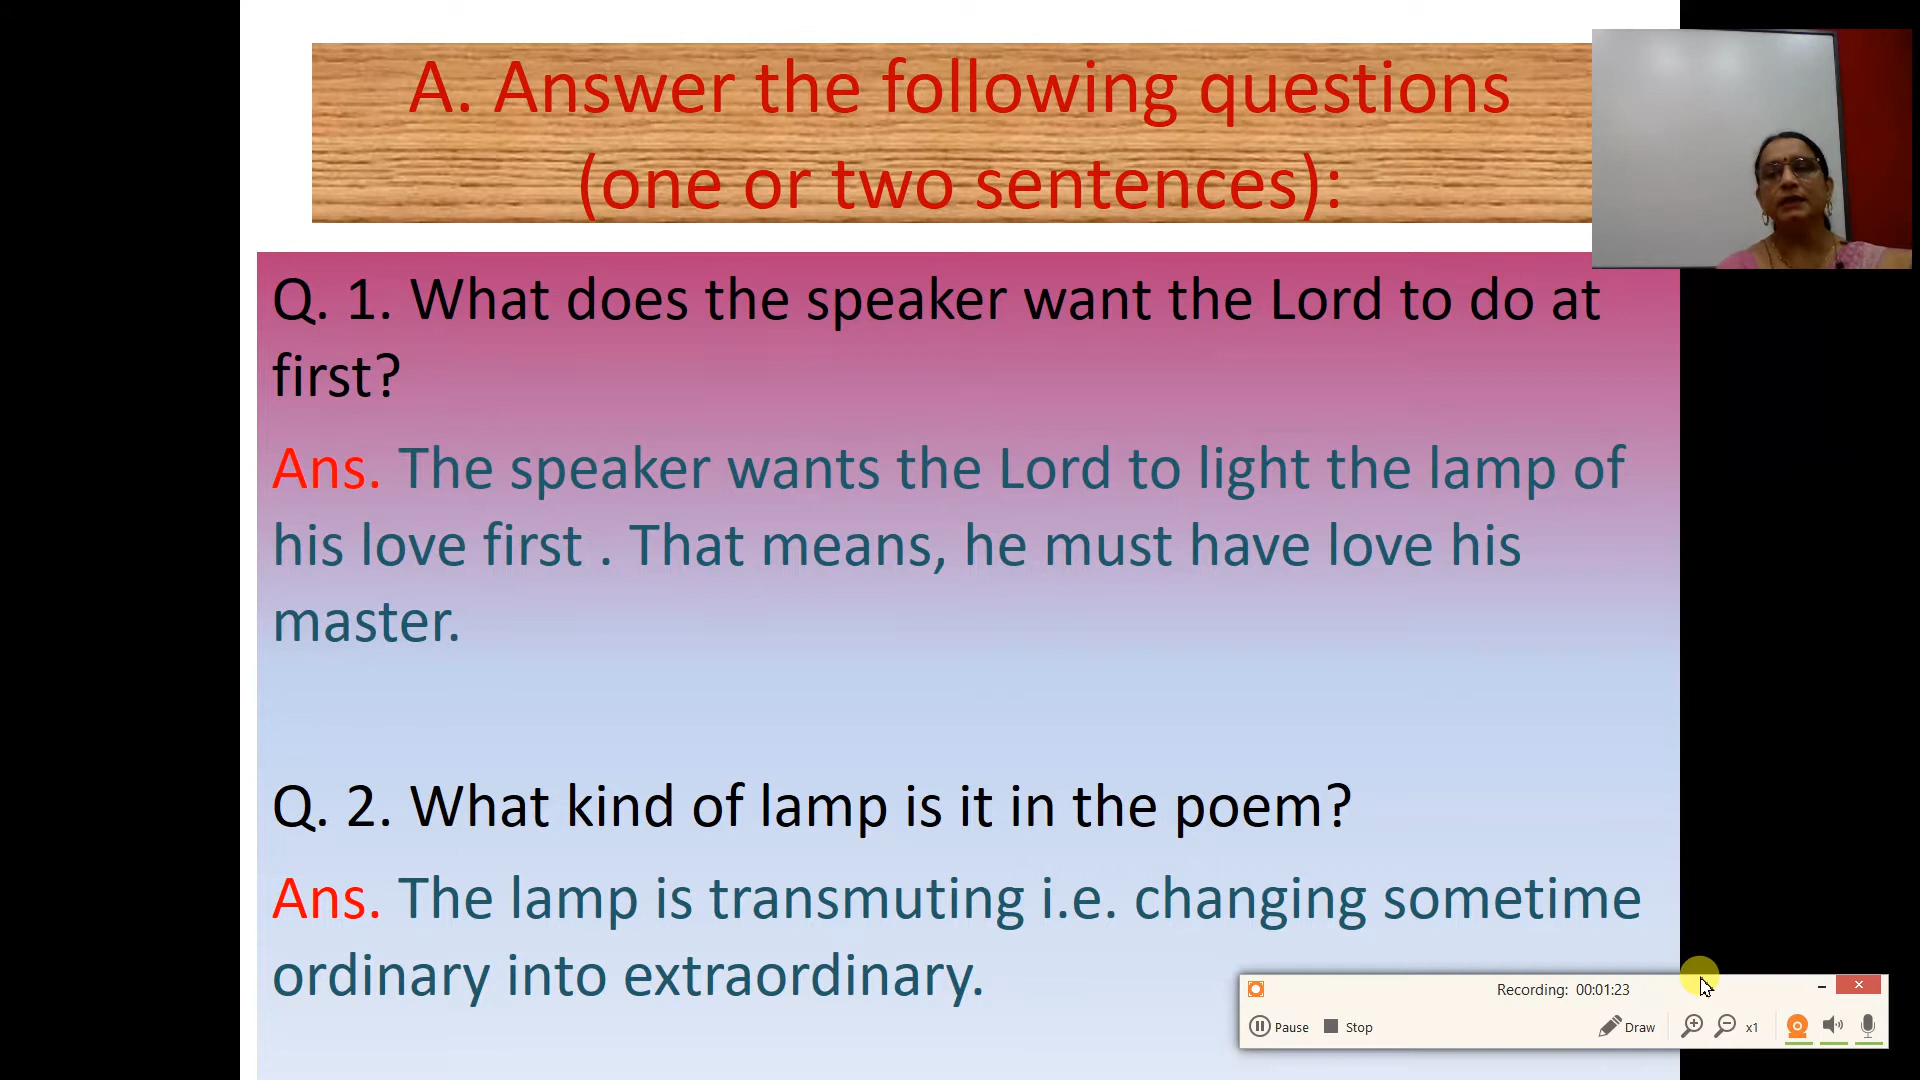 A. Answer the following questions
(one or two sentences):
Q. 1. What does the speaker want the Lord to do at
first?
Ans. The speaker wants the Lord to light the lamp of
his love first . That means, he must have love his
master.
Q. 2. What kind of lamp is it in the poem?
Ans. The lamp is transmuting i.e. changing sometime
ordinary into extraordinary.
Recording: 00:01:23
Pause Stop Draw x1